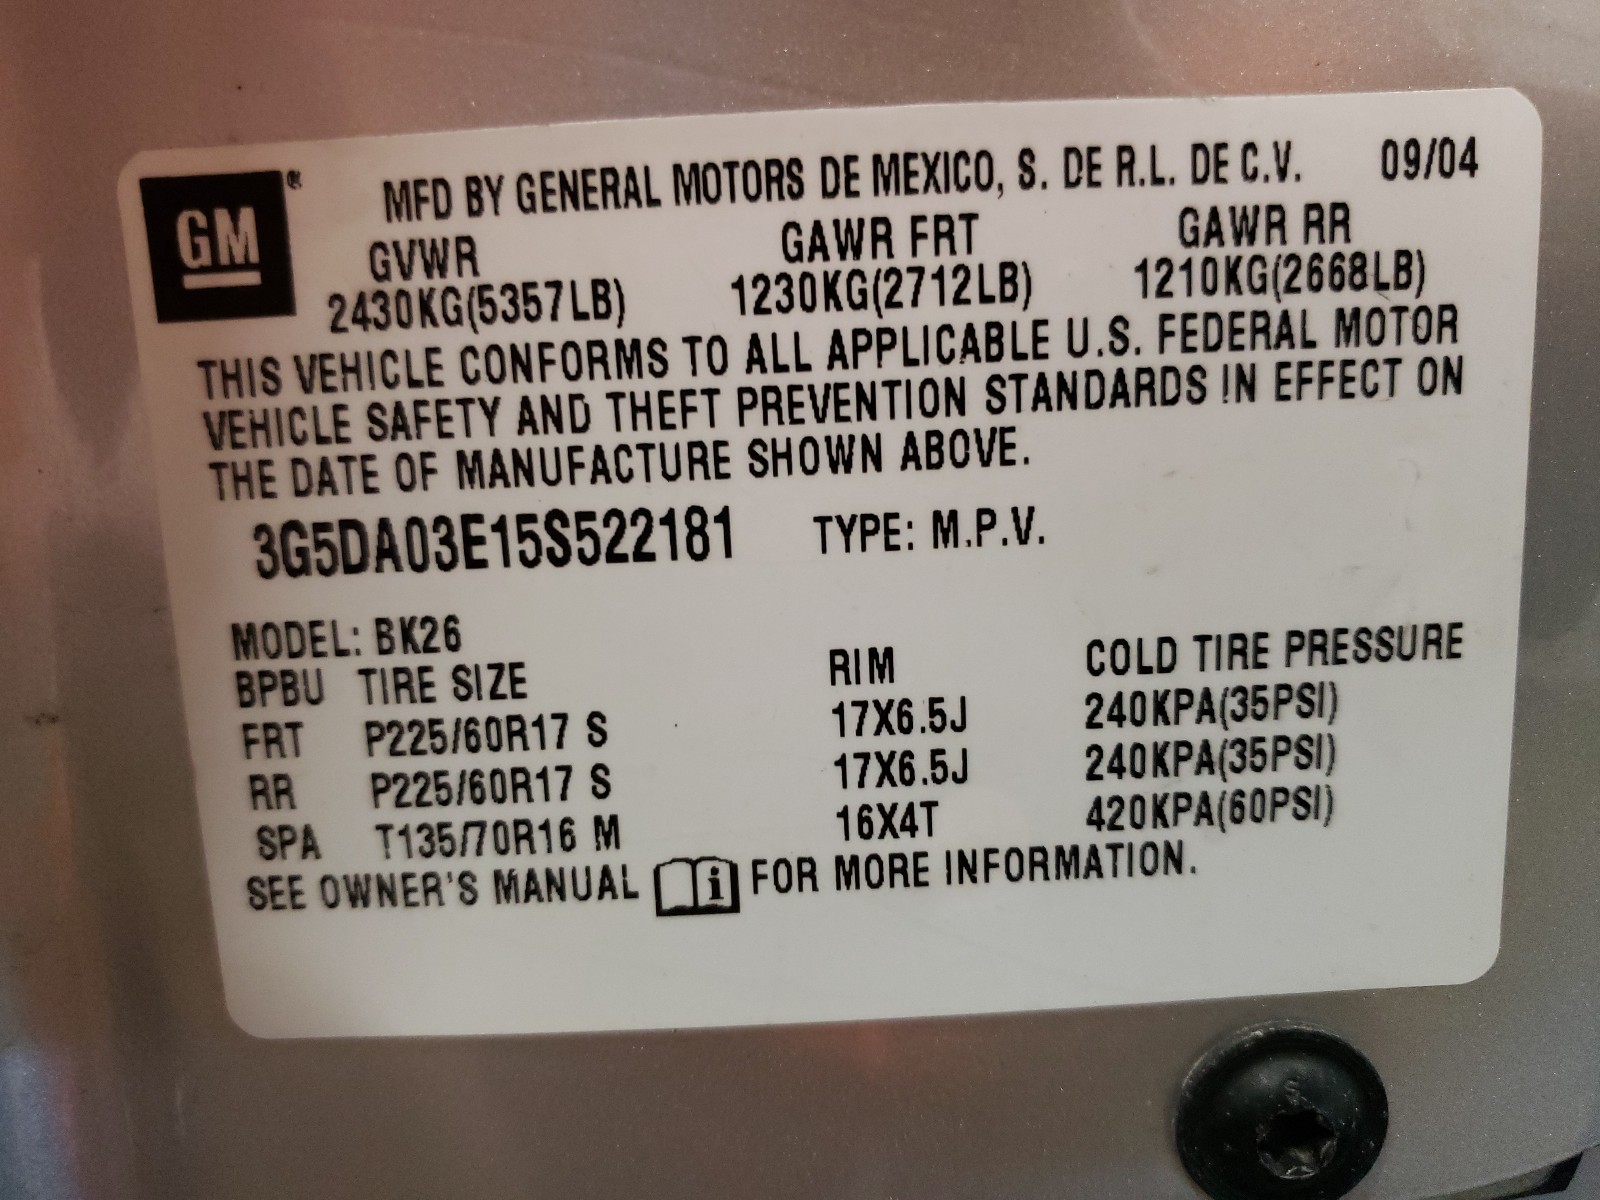 GM® MFD BY GENERAL MOTORS DE MEXICO, S. DE R.L. DE C.V. 09/04
GVWR GAWR FRT GAWR RR
2430KG(5357LB) 1230KG(2712LB) 1210KG(2668LB)
THIS VEHICLE CONFORMS TO ALL APPLICABLE U.S. FEDERAL MOTOR
VEHICLE SAFETY AND THEFT PREVENTION STANDARDS IN EFFECT ON
THE DATE OF MANUFACTURE SHOWN ABOVE.
3G5DA03E15S522181 TYPE: M.P.V.
MODEL: BK26
BPBU TIRE SIZE RIM COLD TIRE PRESSURE
FRT P225/60R17 S 17X6.5J 240KPA(35PSI)
RR P225/60R17 S 17X6.5J 240KPA(35PSI)
SPA T135/70R16 M 16X4T 420KPA(60PSI)
SEE OWNER'S MANUAL i FOR MORE INFORMATION.